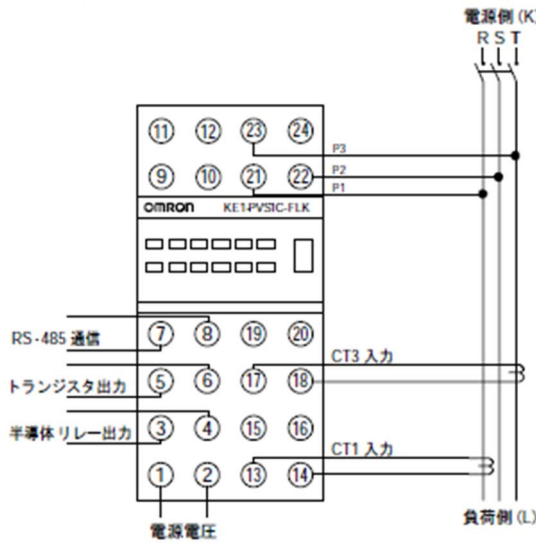 電源側 (K)
R S T
⑪ ⑫ ㉓ ㉔
P3
⑨ ⑩ ㉑ ㉒
P2
P1
OMRON KE1-PVS1C-FLK
RS-485 通信
⑦ ⑧ ⑲ ⑳
CT3 入力
トランジスタ出力
⑤ ⑥ ⑰ ⑱
半導体リレー出力
③ ④ ⑮ ⑯
CT1 入力
① ② ⑬ ⑭
電源電圧
負荷側 (L)